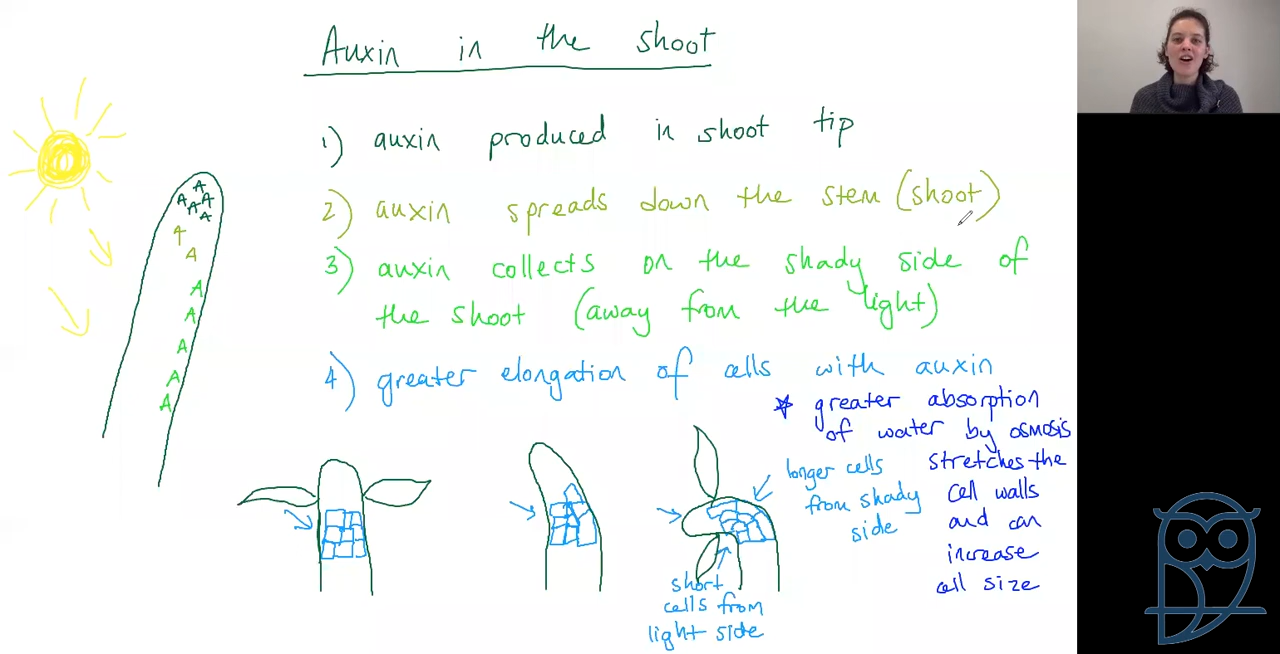 Auxin in the shoot
1) auxin produced in shoot tip
2) auxin spreads down the stem (shoot)
3) auxin collects on the shady side of
the shoot (away from the light)
4) greater elongation of cells with auxin
* greater absorption
of water by osmosis
stretches the
cell walls
and can
increase
cell size
longer cells
from shady
side
short
cells from
light side
A
A A
A A
A
A
A
A
A
A
A